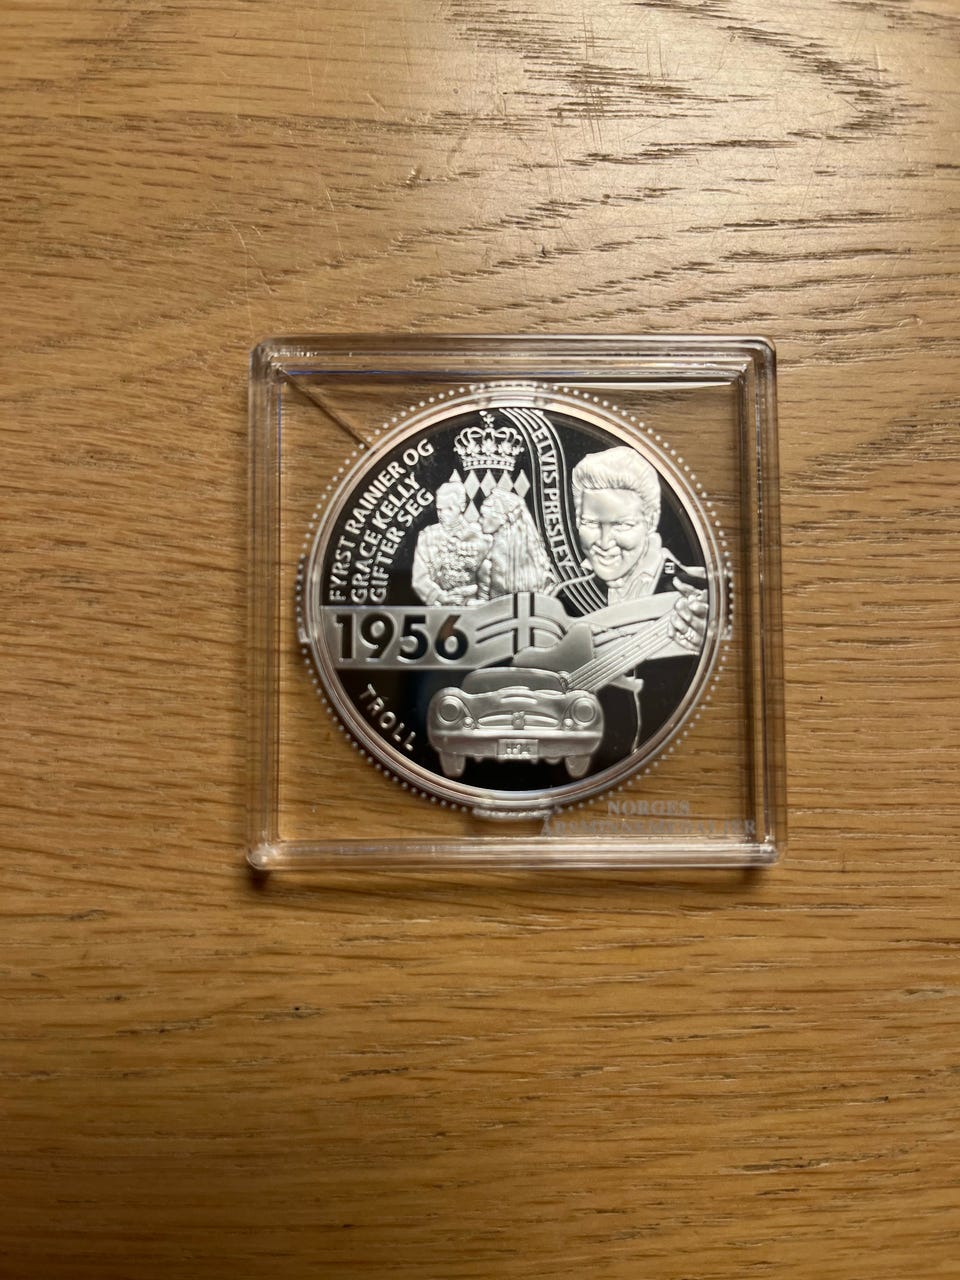 FYRST RAINIER OG
GRACE KELLY
GIFTER SEG
ELVIS PRESLEY
1956
TROLL
NORGES